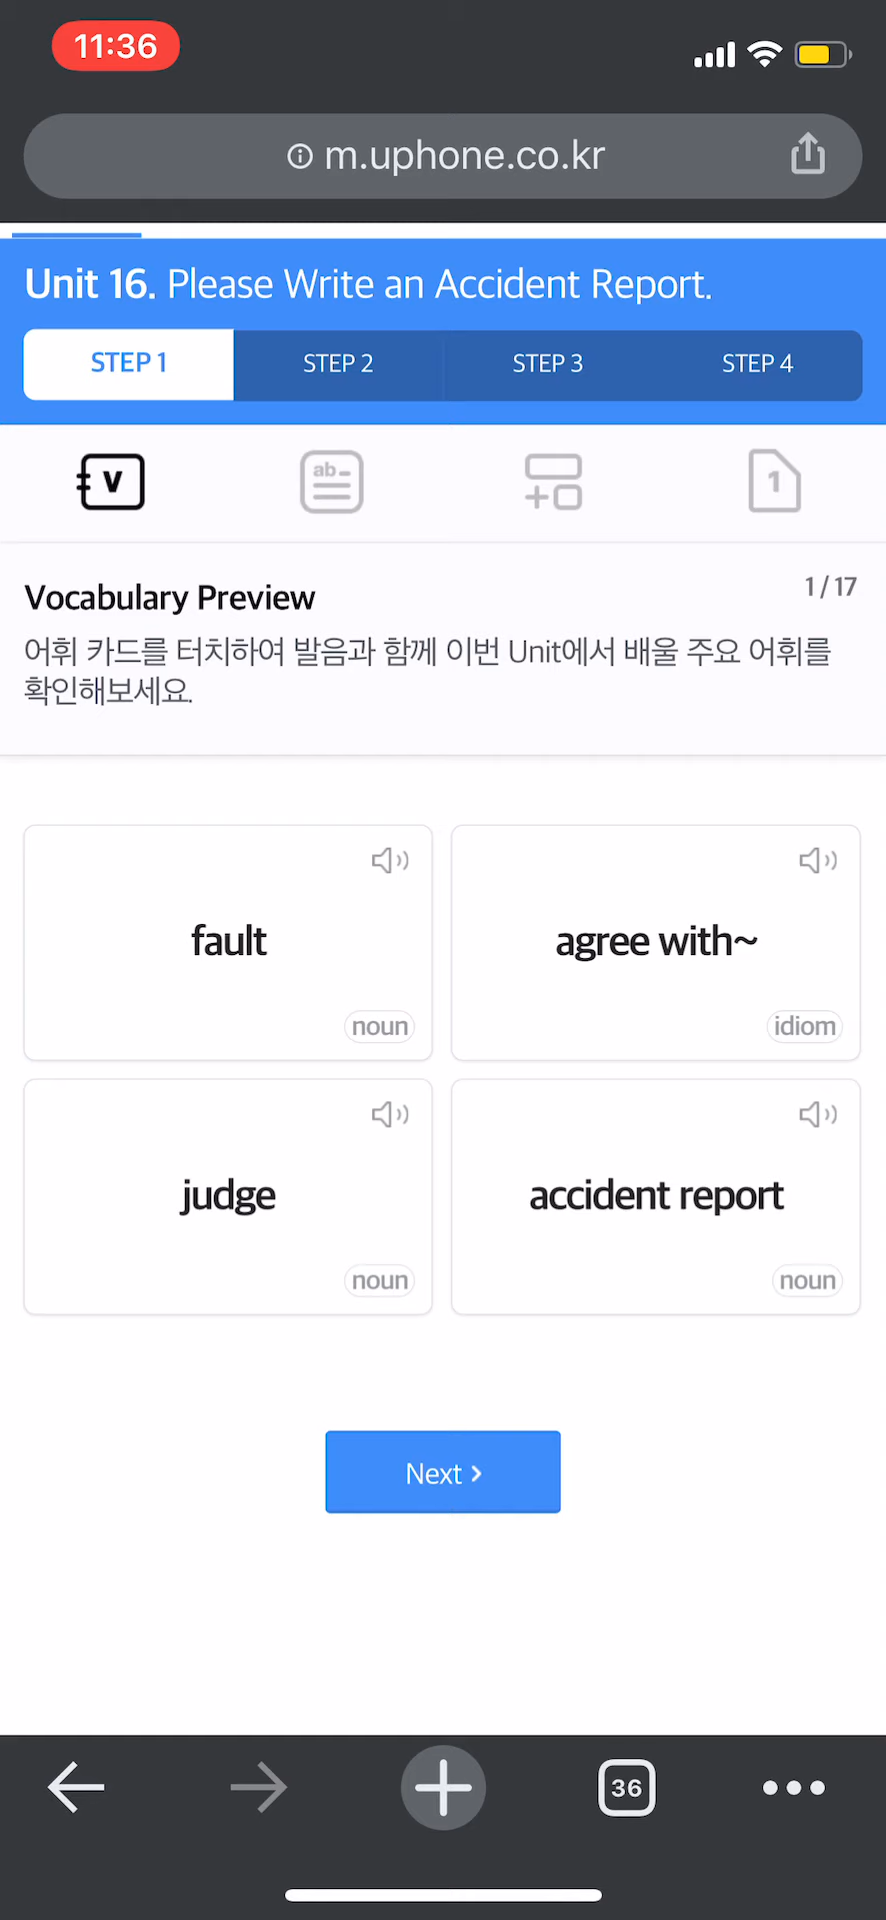 11:36
m.uphone.co.kr
Unit 16. Please Write an Accident Report.
STEP 1
STEP 2
STEP 3
STEP 4
V
ab
1
Vocabulary Preview
1 / 17
어휘 카드를 터치하여 발음과 함께 이번 Unit에서 배울 주요 어휘를
확인해보세요.
fault
noun
agree with~
idiom
judge
noun
accident report
noun
Next >
36